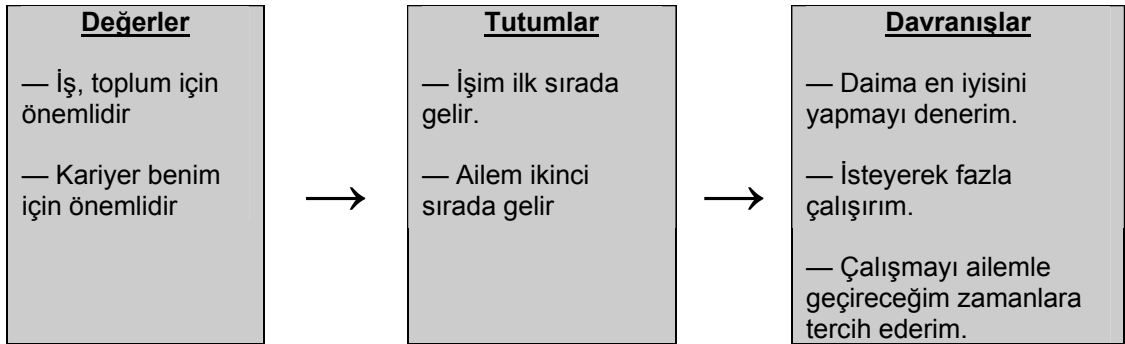 Değerler
— İş, toplum için
önemlidir
— Kariyer benim
için önemlidir
→
Tutumlar
— İşim ilk sırada
gelir.
— Ailem ikinci
sırada gelir
→
Davranışlar
— Daima en iyisini
yapmayı denerim.
— İsteyerek fazla
çalışırım.
— Çalışmayı ailemle
geçireceğim zamanlara
tercih ederim.